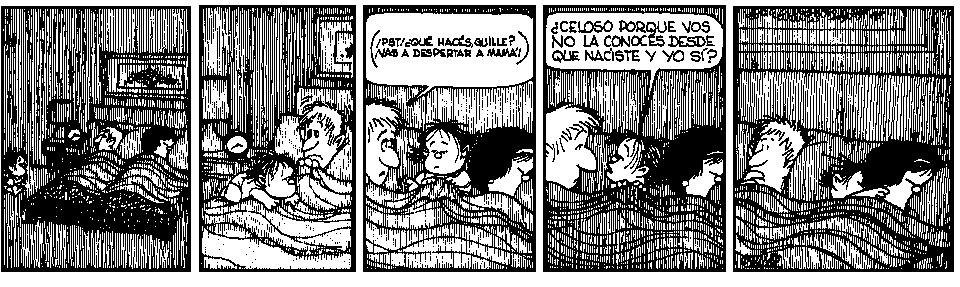 (¡PST!¿QUÉ HACÉS, GUILLE?
¡VAS A DESPERTAR A MAMÁ!)
¿CELOSO PORQUE VOS
NO LA CONOCÉS DESDE
QUE NACISTE Y YO SÍ?